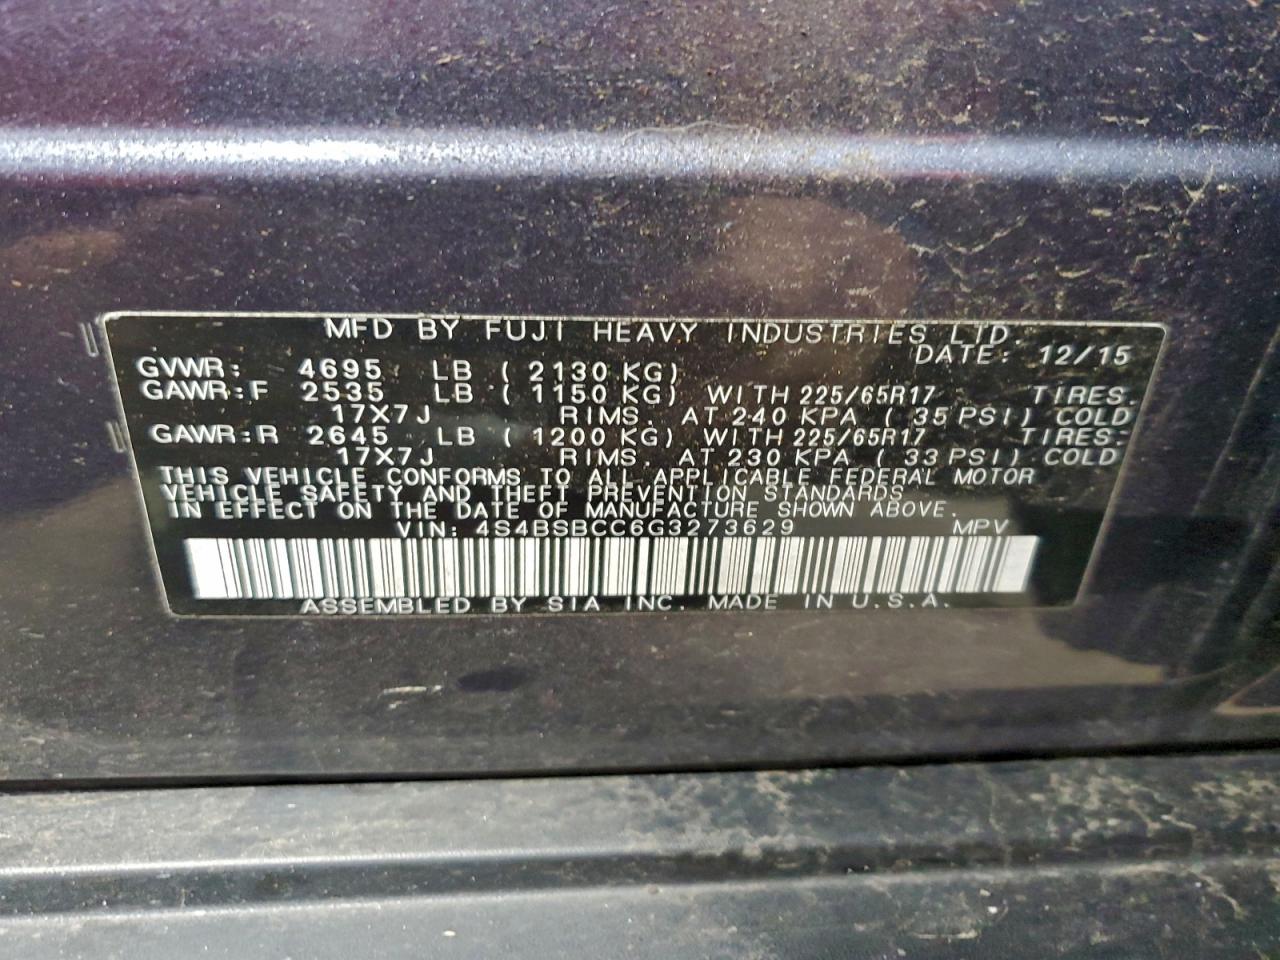 MFD BY FUJI HEAVY INDUSTRIES LTD.
DATE: 12/15
GVWR: 4695 LB ( 2130 KG)
GAWR:F 2535 LB ( 1150 KG) WITH 225/65R17 TIRES.
17X7J RIMS. AT 240 KPA ( 35 PSI) COLD
GAWR:R 2645 LB ( 1200 KG) WITH 225/65R17 TIRES.
17X7J RIMS. AT 230 KPA ( 33 PSI) COLD
THIS VEHICLE CONFORMS TO ALL APPLICABLE FEDERAL MOTOR
VEHICLE SAFETY AND THEFT PREVENTION STANDARDS
IN EFFECT ON THE DATE OF MANUFACTURE SHOWN ABOVE.
VIN: 4S4BSBCC6G3273629 MPV
ASSEMBLED BY SIA INC. MADE IN U.S.A.